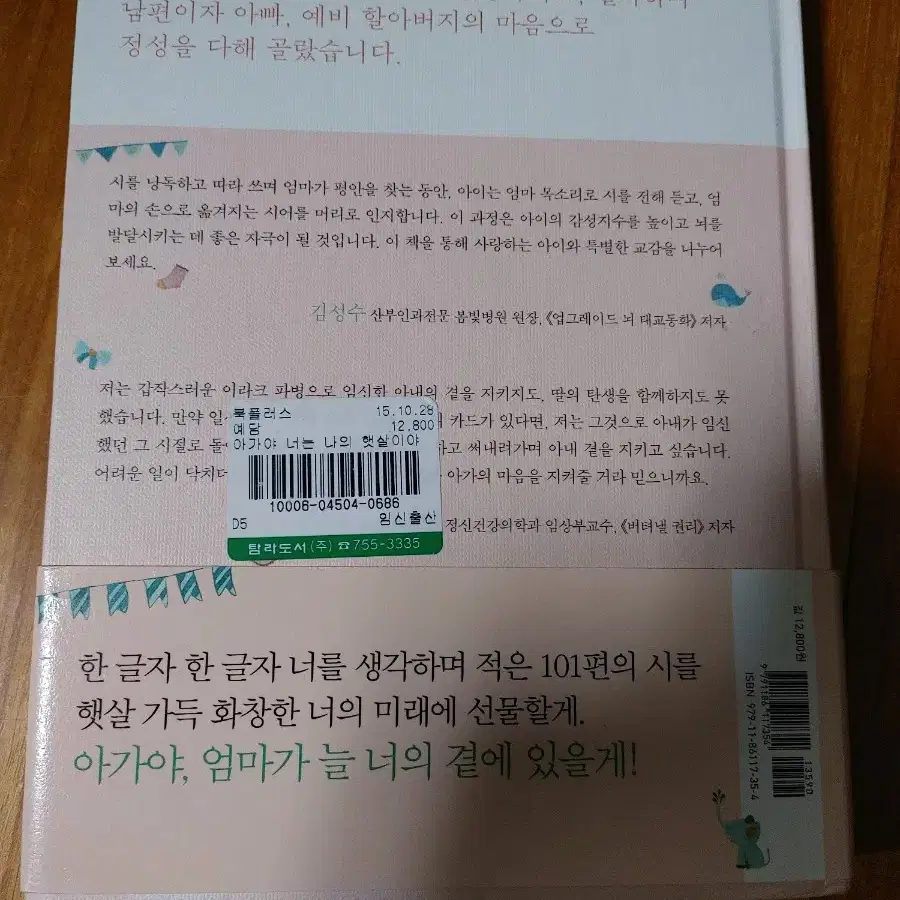 남편이자 아빠, 예비 할아버지의 마음으로
정성을 다해 골랐습니다.
시를 낭독하고 따라 쓰며 엄마가 평안을 찾는 동안, 아이는 엄마 목소리로 시를 전해 듣고, 엄
마의 손으로 옮겨지는 시어를 머리로 인지합니다. 이 과정은 아이의 감성지수를 높이고 뇌를
발달시키는 데 좋은 자극이 될 것입니다. 이 책을 통해 사랑하는 아이와 특별한 교감을 나누어
보세요.
김성수 산부인과전문 봄빛병원 원장, 《업그레이드 뇌 태교동화》 저자
저는 갑작스러운 이라크 파병으로 임신한 아내의 곁을 지키지도, 딸의 탄생을 함께하지도 못
했습니다. 만약 카드가 있다면, 저는 그것으로 아내가 임신
했던 그 시절로 하고 써내려가며 아내 곁을 지키고 싶습니다.
어려운 일이 닥치더 아가의 마음을 지켜줄 거라 믿으니까요.
정신건강의학과 임상부교수, 《버텨낼 권리》 저자
북플러스 15.10.28
예담 12,800
아가야 너는 나의 햇살이야
10006-04504-0686
D5 임신출산
탐라도서(주) ☎755-3335
한 글자 한 글자 너를 생각하며 적은 101편의 시를
햇살 가득 화창한 너의 미래에 선물할게.
아가야, 엄마가 늘 너의 곁에 있을게!
값 12,800원
9 791186 117354
13590
ISBN 979-11-86117-35-4